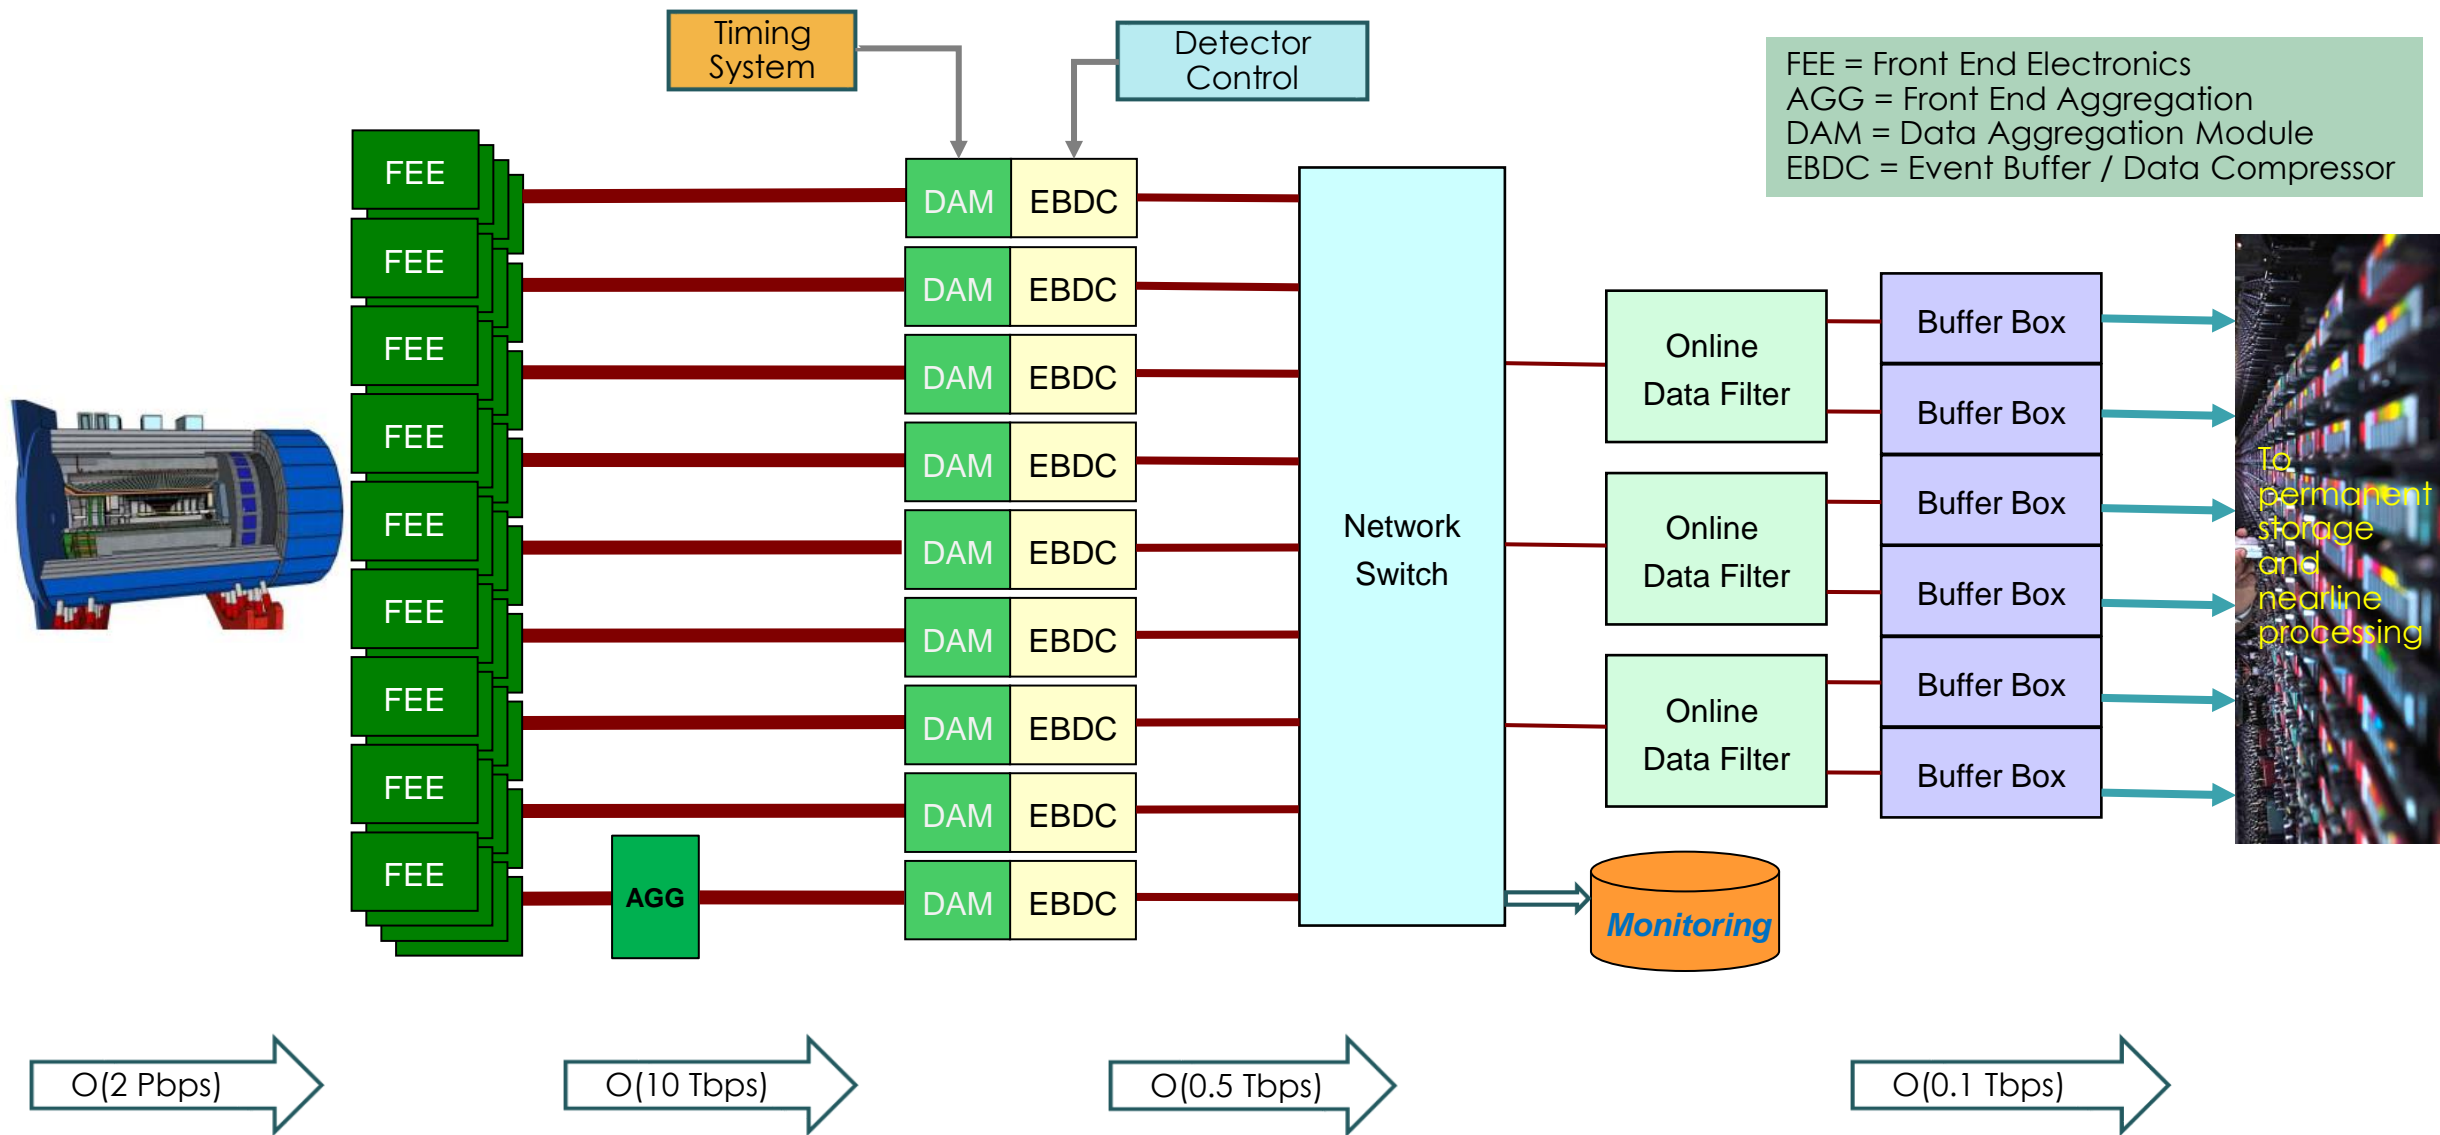 Timing
System
Detector
Control
FEE = Front End Electronics
AGG = Front End Aggregation
DAM = Data Aggregation Module
EBDC = Event Buffer / Data Compressor
FEE
DAM
EBDC
FEE
DAM
EBDC
FEE
DAM
EBDC
FEE
DAM
EBDC
FEE
DAM
EBDC
FEE
DAM
EBDC
FEE
DAM
EBDC
FEE
DAM
EBDC
FEE
AGG
DAM
EBDC
Network
Switch
Online
Data Filter
Online
Data Filter
Online
Data Filter
Monitoring
Buffer Box
Buffer Box
Buffer Box
Buffer Box
Buffer Box
Buffer Box
To
permanent
storage
and
nearline
processing
O(2 Pbps)
O(10 Tbps)
O(0.5 Tbps)
O(0.1 Tbps)